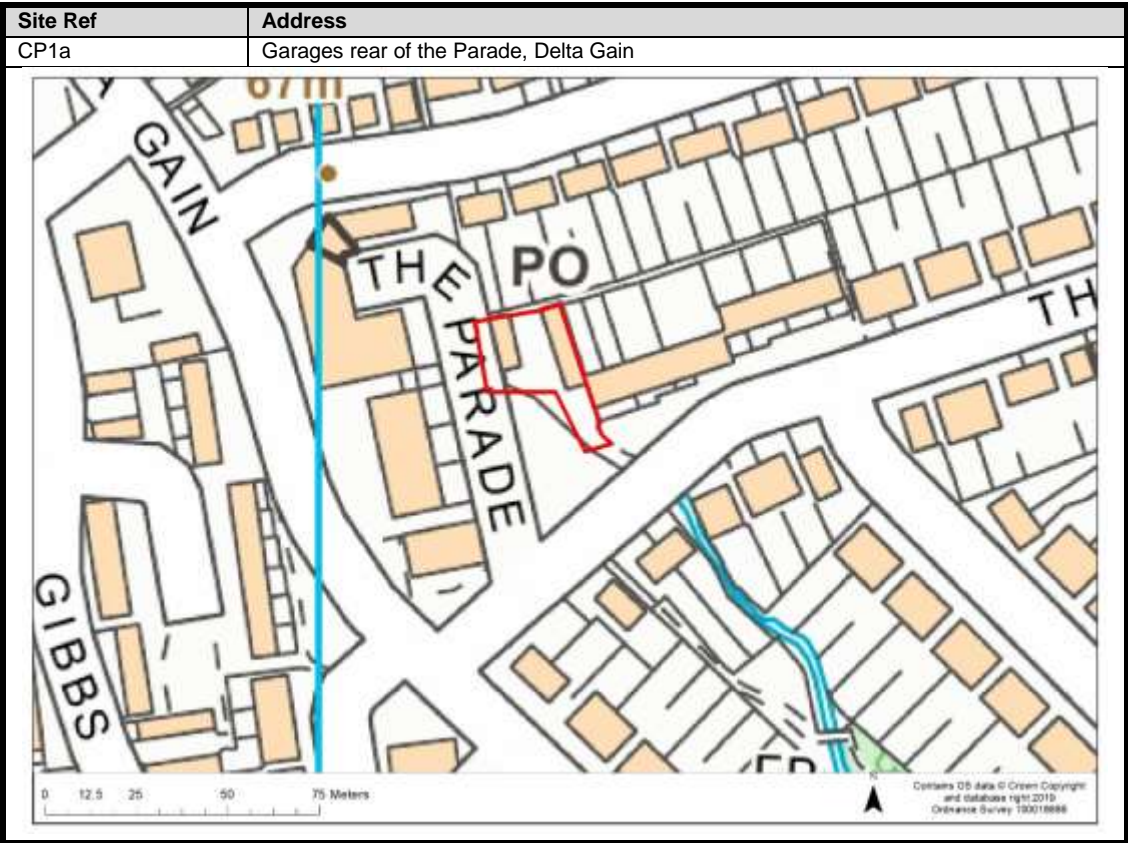 Site Ref Address
CP1a Garages rear of the Parade, Delta Gain
67m
GAIN
THE PARADE
PO
TH
GIBBS
0 12.5 25 50 75 Meters
Contains OS data © Crown Copyright
and database right 2019
Ordnance Survey 100018686